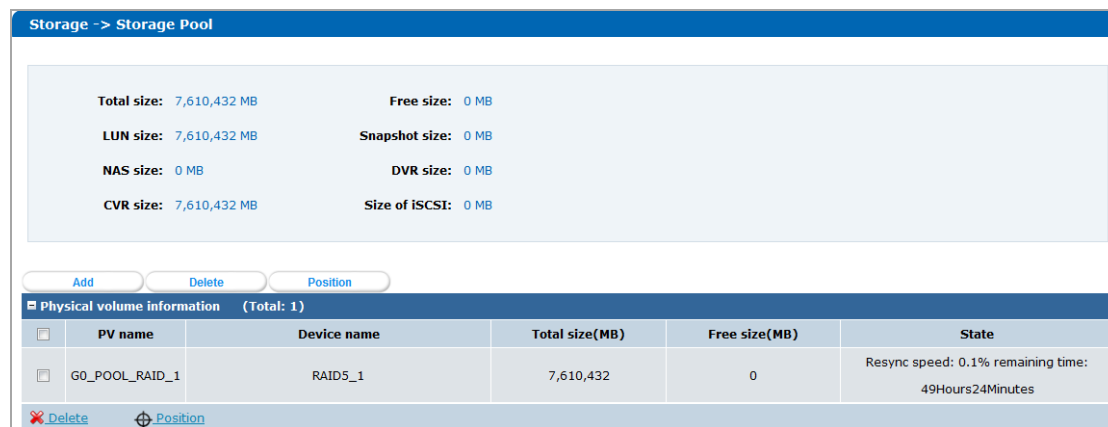 Storage -> Storage Pool
Total size: 7,610,432 MB Free size: 0 MB
LUN size: 7,610,432 MB Snapshot size: 0 MB
NAS size: 0 MB DVR size: 0 MB
CVR size: 7,610,432 MB Size of iSCSI: 0 MB
Add Delete Position
Physical volume information (Total: 1)
PV name Device name Total size(MB) Free size(MB) State
G0_POOL_RAID_1 RAID5_1 7,610,432 0 Resync speed: 0.1% remaining time:
49Hours24Minutes
Delete Position